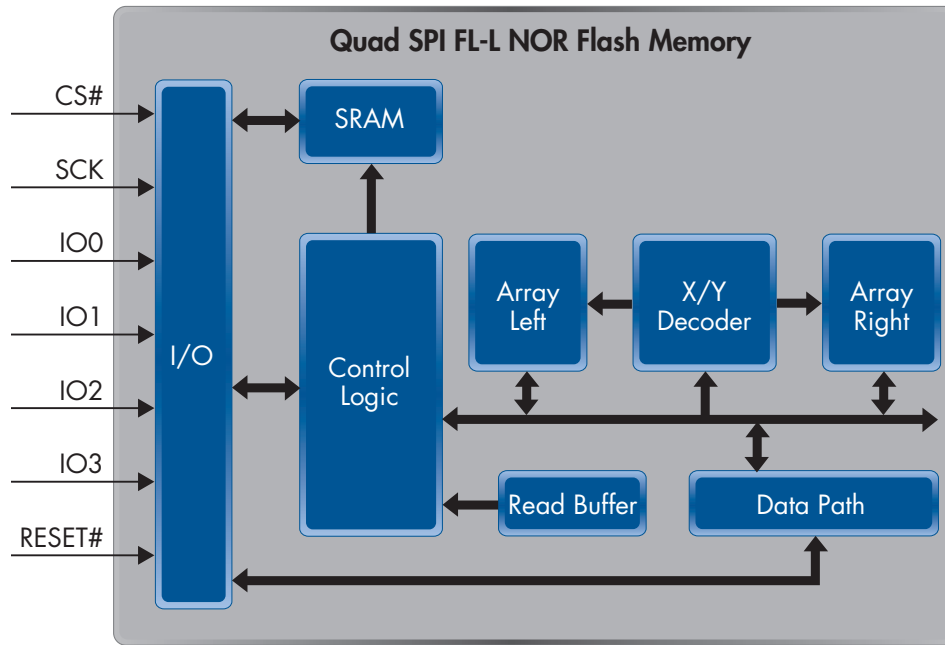 Quad SPI FL-L NOR Flash Memory
CS#
SCK
IO0
IO1
IO2
IO3
RESET#
I/O
SRAM
Control
Logic
Array
Left
X/Y
Decoder
Array
Right
Read Buffer
Data Path